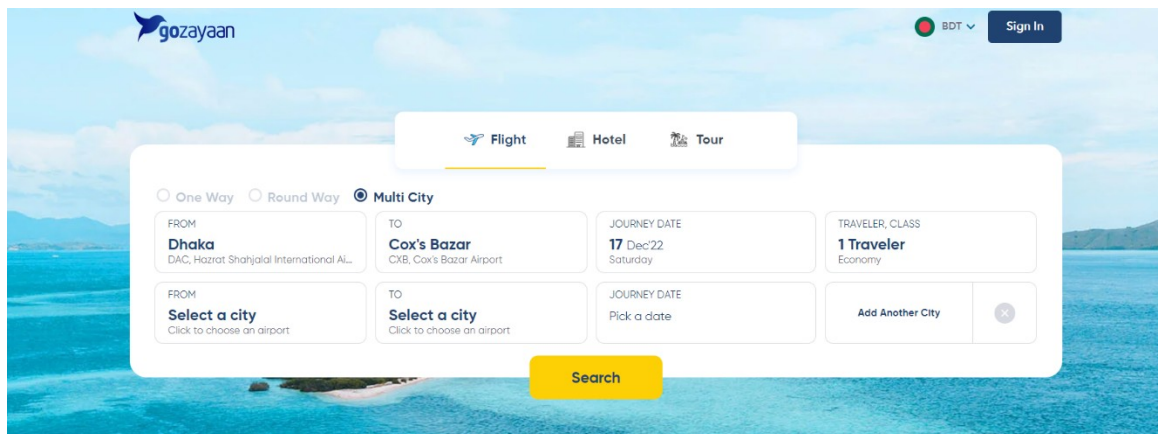 gozayaan
BDT
Sign In
Flight
Hotel
Tour
One Way
Round Way
Multi City
FROM
Dhaka
DAC, Hazrat Shahjalal International Ai...
TO
Cox's Bazar
CXB, Cox's Bazar Airport
JOURNEY DATE
17 Dec'22
Saturday
TRAVELER, CLASS
1 Traveler
Economy
FROM
Select a city
Click to choose an airport
TO
Select a city
Click to choose an airport
JOURNEY DATE
Pick a date
Add Another City
Search